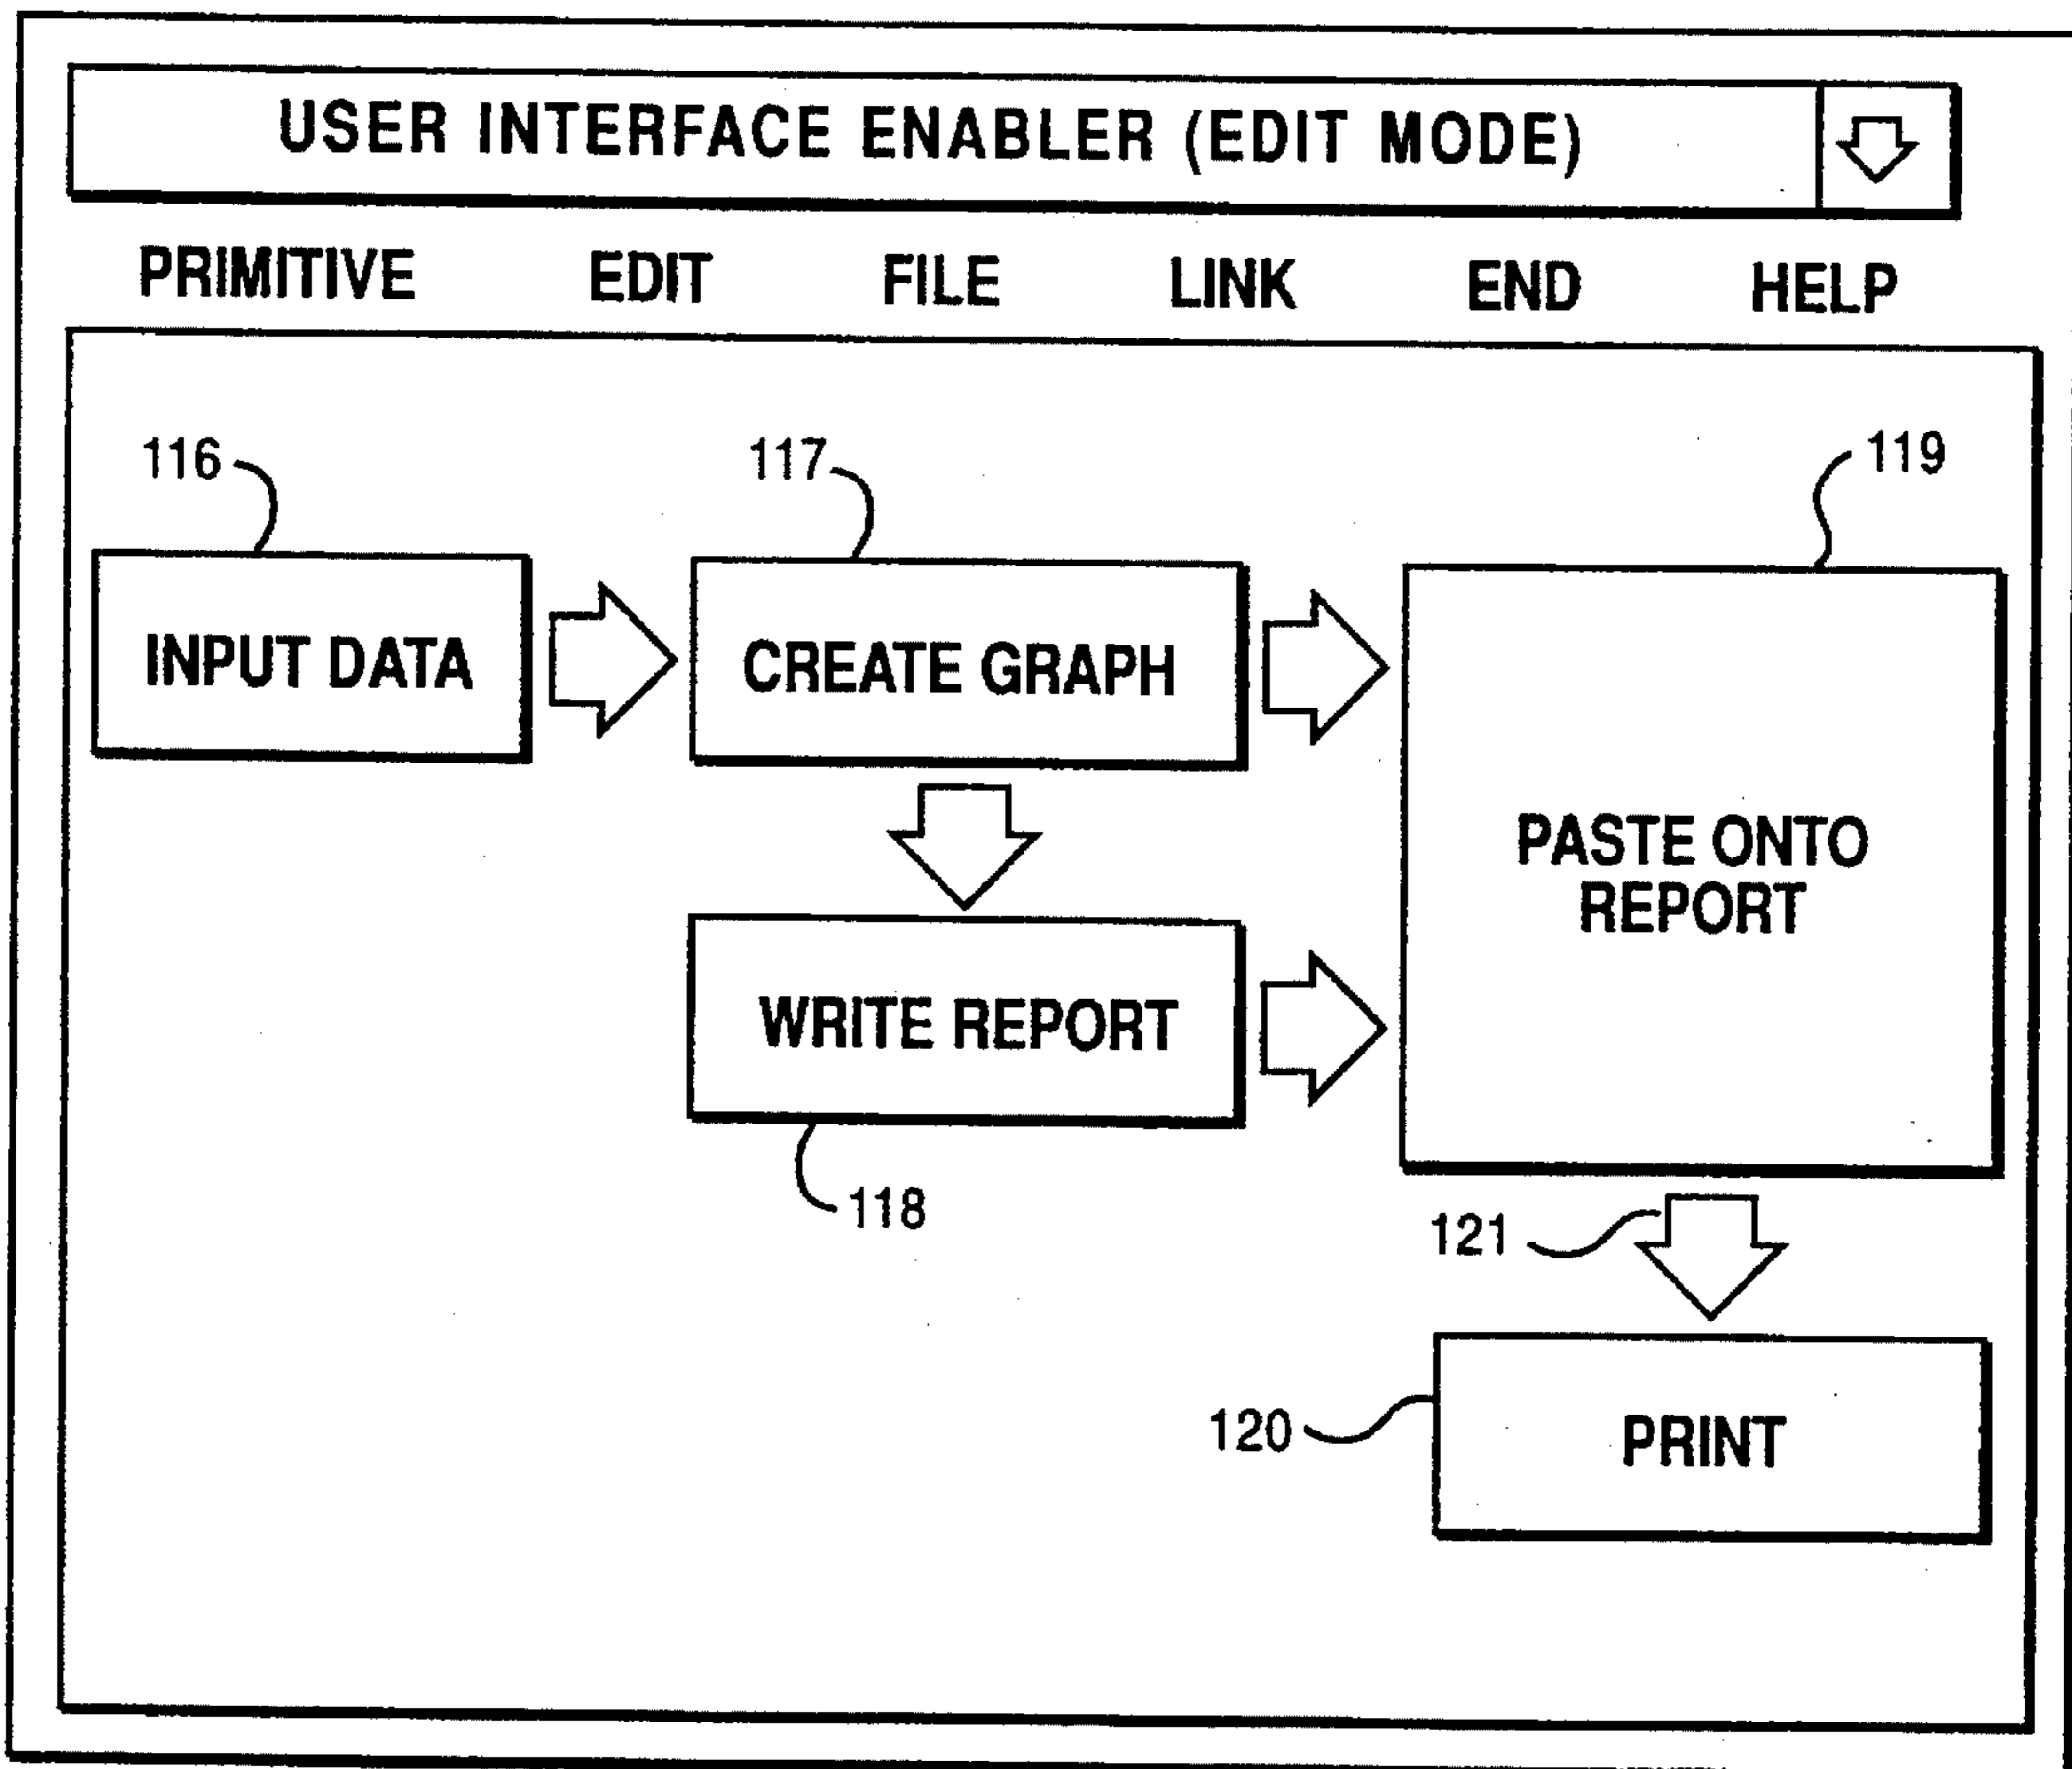 USER INTERFACE ENABLER (EDIT MODE)
PRIMITIVE EDIT FILE LINK END HELP
116
117
119
INPUT DATA
CREATE GRAPH
PASTE ONTO
REPORT
WRITE REPORT
118
121
120
PRINT